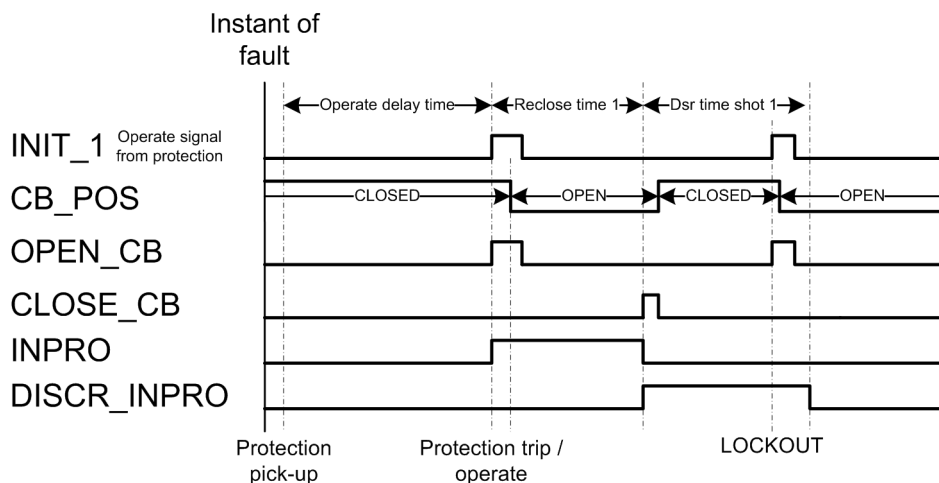 Instant of
fault
Operate delay time
Reclose time 1
Dsr time shot 1
INIT_1
Operate signal
from protection
CB_POS
CLOSED
OPEN
CLOSED
OPEN
OPEN_CB
CLOSE_CB
INPRO
DISCR_INPRO
Protection
pick-up
Protection trip /
operate
LOCKOUT